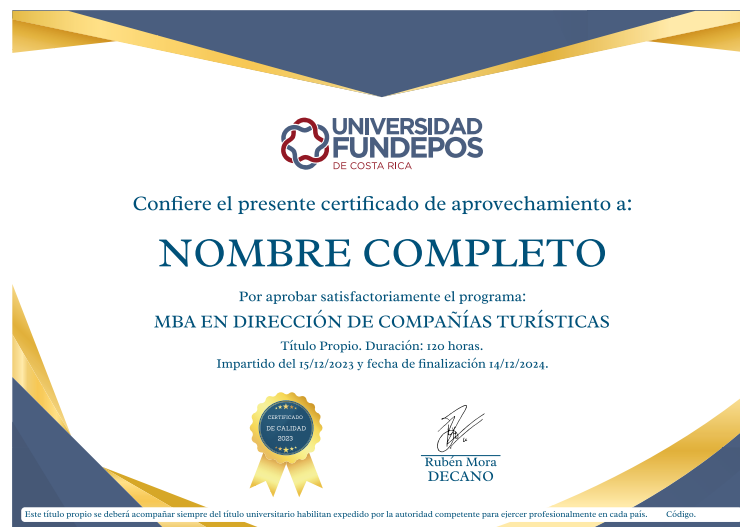 UNIVERSIDAD
FUNDEPOS
DE COSTA RICA
Confiere el presente certificado de aprovechamiento a:
NOMBRE COMPLETO
Por aprobar satisfactoriamente el programa:
MBA EN DIRECCIÓN DE COMPAÑÍAS TURÍSTICAS
Título Propio. Duración: 120 horas.
Impartido del 15/12/2023 y fecha de finalización 14/12/2024.
CERTIFICADO
DE CALIDAD
2023
Rubén Mora
DECANO
Este título propio se deberá acompañar siempre del título universitario habilitan expedido por la autoridad competente para ejercer profesionalmente en cada país. Código.